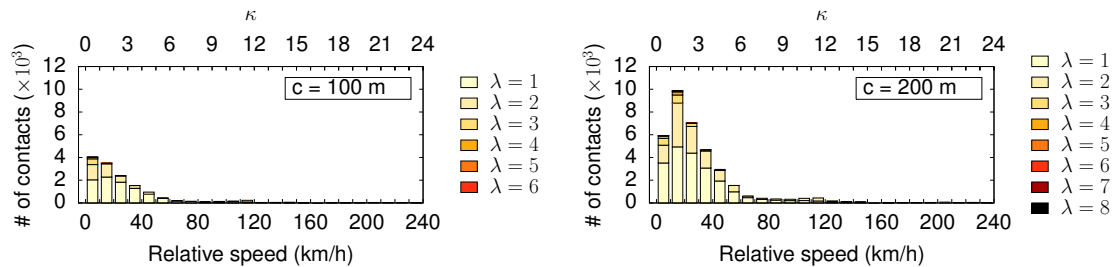 κ
0 3 6 9 12 15 18 21 24
12
10
8
6
4
2
0
# of contacts (×10³)
c = 100 m
0 40 80 120 160 200 240
Relative speed (km/h)
λ = 1
λ = 2
λ = 3
λ = 4
λ = 5
λ = 6
κ
0 3 6 9 12 15 18 21 24
12
10
8
6
4
2
0
# of contacts (×10³)
c = 200 m
0 40 80 120 160 200 240
Relative speed (km/h)
λ = 1
λ = 2
λ = 3
λ = 4
λ = 5
λ = 6
λ = 7
λ = 8